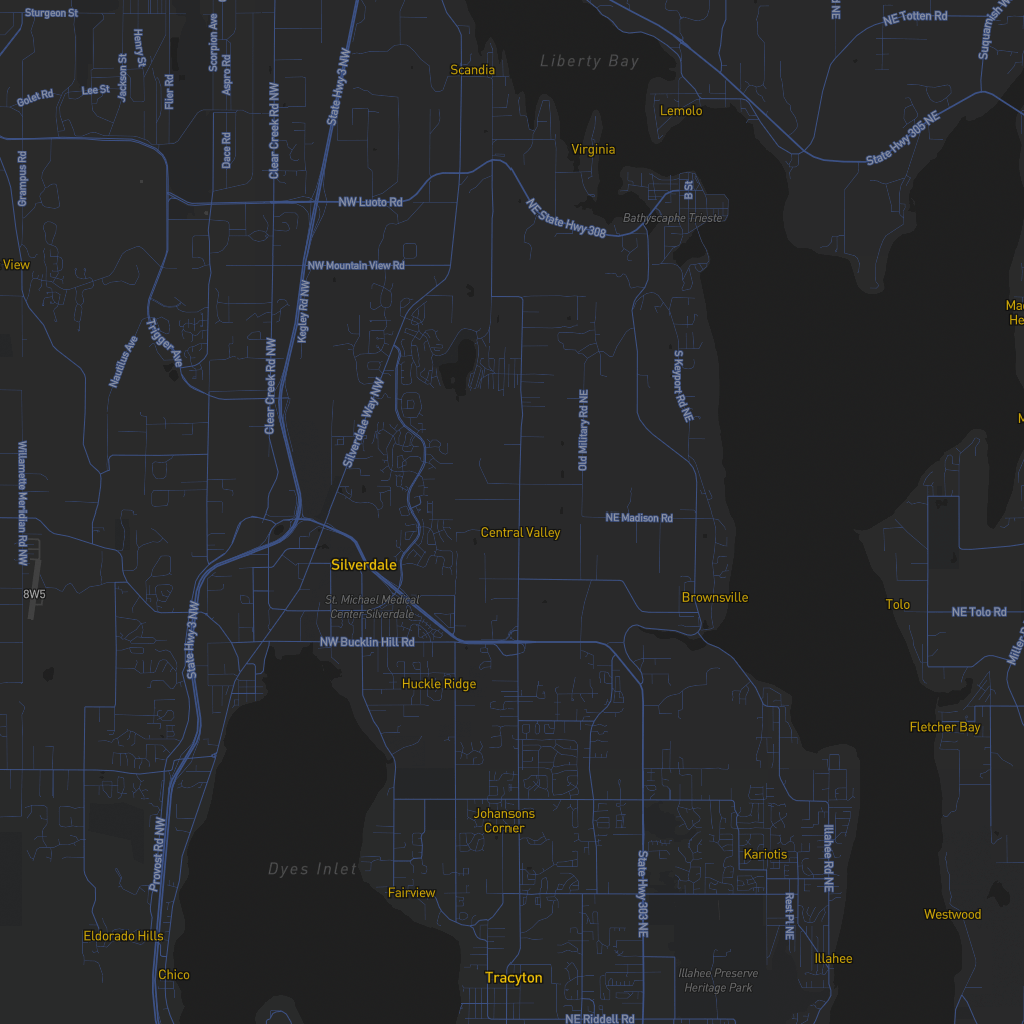 Sturgeon St
NE Totten Rd
Suquamish W
Scorpion Ave
Henry St
Jackson St
Aspro Rd
Filer Rd
Lee St
Golet Rd
Clear Creek Rd NW
State Hwy 3 NW
Scandia
Liberty Bay
Lemolo
Virginia
State Hwy 305 NE
Dace Rd
Grampus Rd
NW Luoto Rd
NE State Hwy 308
B St
Bathyscaphe Trieste
View
NW Mountain View Rd
Kegley Rd NW
Trigger Ave
Nautilus Ave
Clear Creek Rd NW
Silverdale Way NW
Old Military Rd NE
S Keyport Rd NE
Willamette Meridian Rd NW
NE Madison Rd
Central Valley
Silverdale
8W5
St. Michael Medical
Center Silverdale
Brownsville
Tolo
NE Tolo Rd
State Hwy 3 NW
NW Bucklin Hill Rd
Huckle Ridge
Fletcher Bay
Johansons
Corner
Kariotis
Illahee Rd NE
Provost Rd NW
Dyes Inlet
Fairview
State Hwy 303 NE
Rest Pl NE
Westwood
Eldorado Hills
Chico
Tracyton
Illahee
Illahee Preserve
Heritage Park
NE Riddell Rd